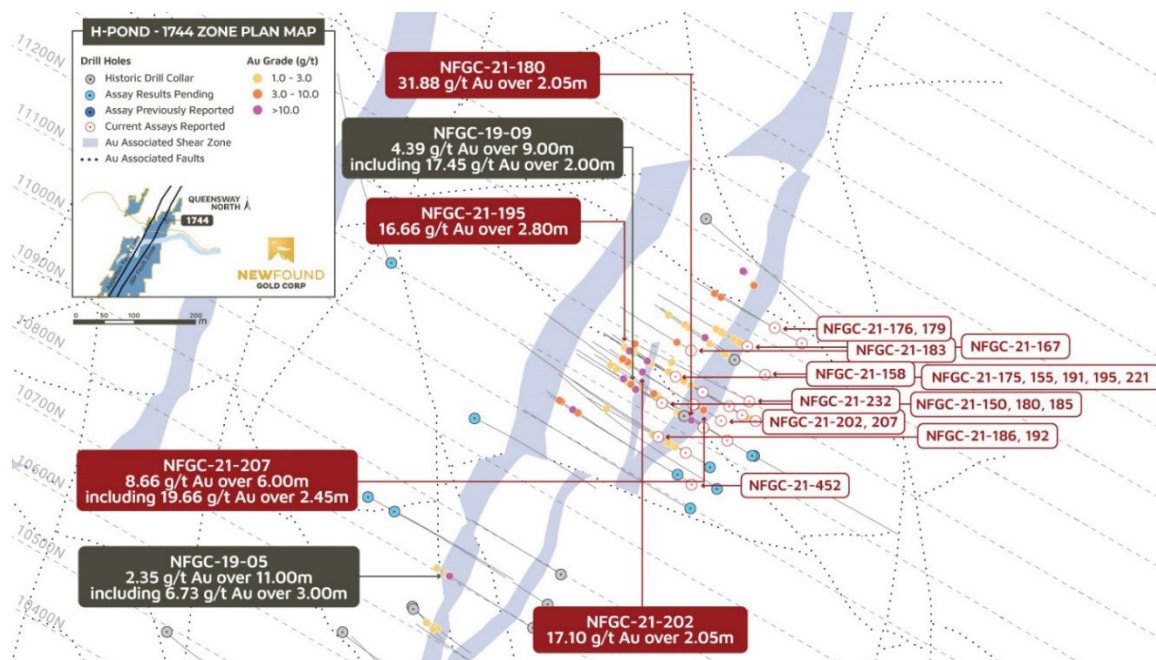 H-POND - 1744 ZONE PLAN MAP
Drill Holes
Historic Drill Collar
Assay Results Pending
Assay Previously Reported
Current Assays Reported
Au Associated Shear Zone
Au Associated Faults
Au Grade (g/t)
1.0 - 3.0
3.0 - 10.0
>10.0
QUEENSWAY
NORTH
N
1744
NEWFOUND
GOLD CORP
0 50 100 200
m
11200N
11100N
11000N
10900N
10800N
10700N
10600N
10500N
10400N
NFGC-21-180
31.88 g/t Au over 2.05m
NFGC-19-09
4.39 g/t Au over 9.00m
including 17.45 g/t Au over 2.00m
NFGC-21-195
16.66 g/t Au over 2.80m
NFGC-21-176, 179
NFGC-21-167
NFGC-21-183
NFGC-21-158
NFGC-21-175, 155, 191, 195, 221
NFGC-21-232
NFGC-21-150, 180, 185
NFGC-21-202, 207
NFGC-21-186, 192
NFGC-21-452
NFGC-21-207
8.66 g/t Au over 6.00m
including 19.66 g/t Au over 2.45m
NFGC-19-05
2.35 g/t Au over 11.00m
including 6.73 g/t Au over 3.00m
NFGC-21-202
17.10 g/t Au over 2.05m